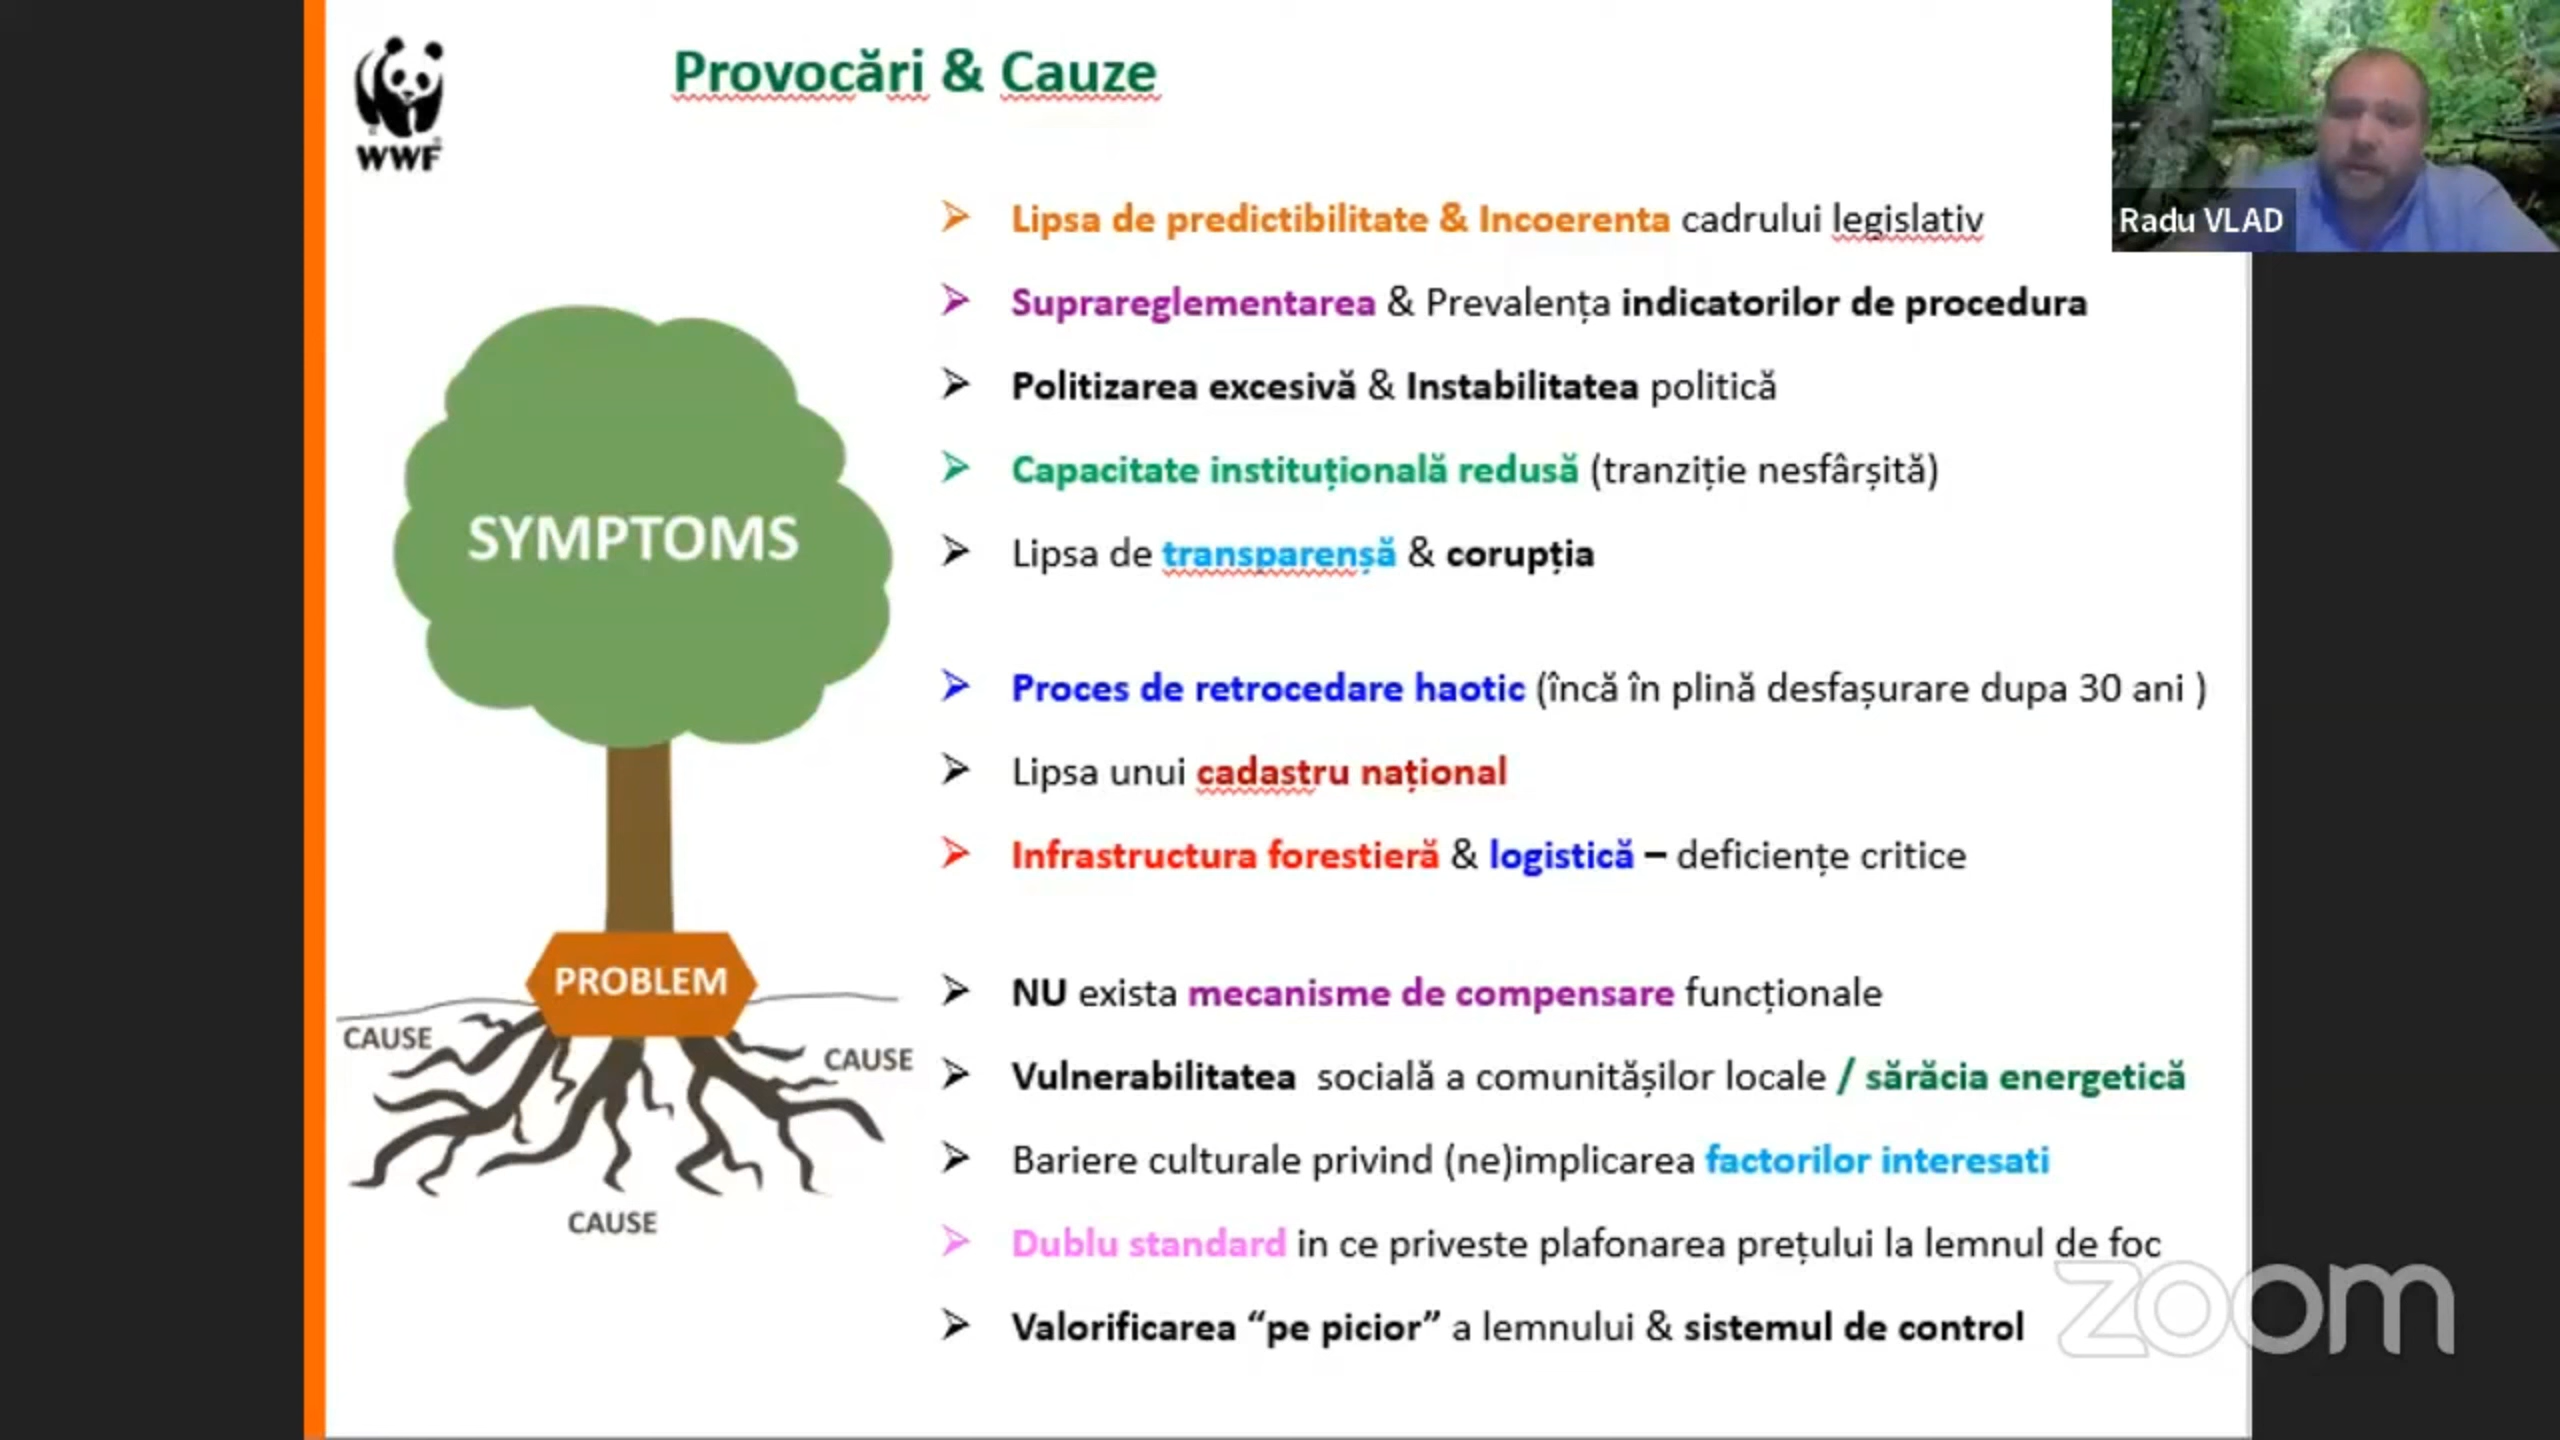 WWF
Provocări & Cauze
Radu VLAD
Lipsa de predictibilitate & Incoerenta cadrului legislativ
Suprareglementarea & Prevalența indicatorilor de procedura
Politizarea excesivă & Instabilitatea politică
Capacitate instituțională redusă (tranziție nesfârșită)
Lipsa de transparenșă & corupția
Proces de retrocedare haotic (încă în plină desfașurare dupa 30 ani )
Lipsa unui cadastru național
Infrastructura forestieră & logistică – deficiențe critice
NU exista mecanisme de compensare funcționale
Vulnerabilitatea socială a comunitășilor locale / sărăcia energetică
Bariere culturale privind (ne)implicarea factorilor interesati
Dublu standard in ce priveste plafonarea prețului la lemnul de foc
Valorificarea “pe picior” a lemnului & sistemul de control
SYMPTOMS
PROBLEM
CAUSE
CAUSE
CAUSE
zoom